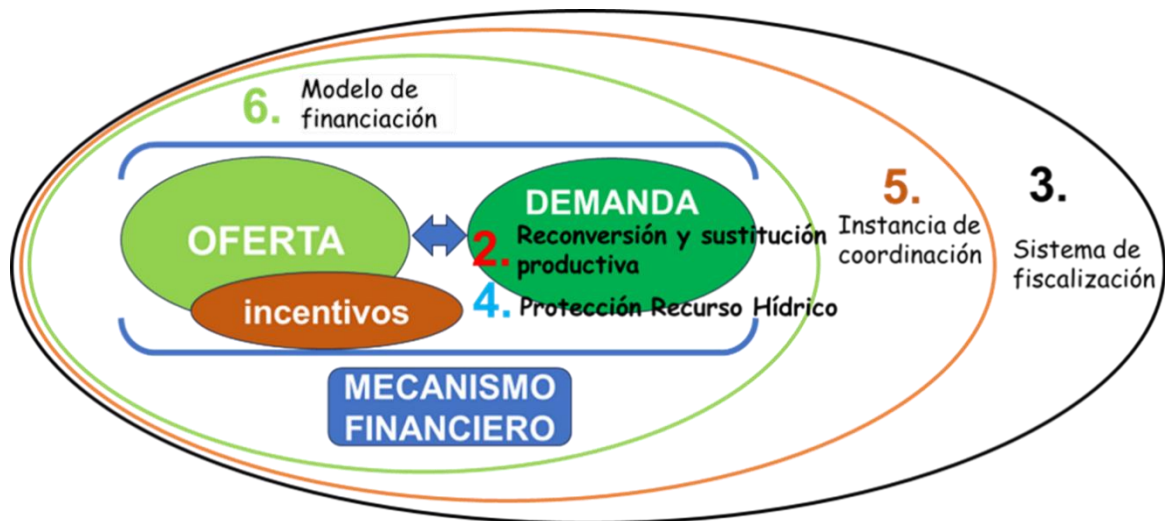 6. Modelo de
financiación
OFERTA
incentivos
DEMANDA
2. Reconversión y sustitución
productiva
4. Protección Recurso Hídrico
MECANISMO
FINANCIERO
5.
Instancia de
coordinación
3.
Sistema de
fiscalización